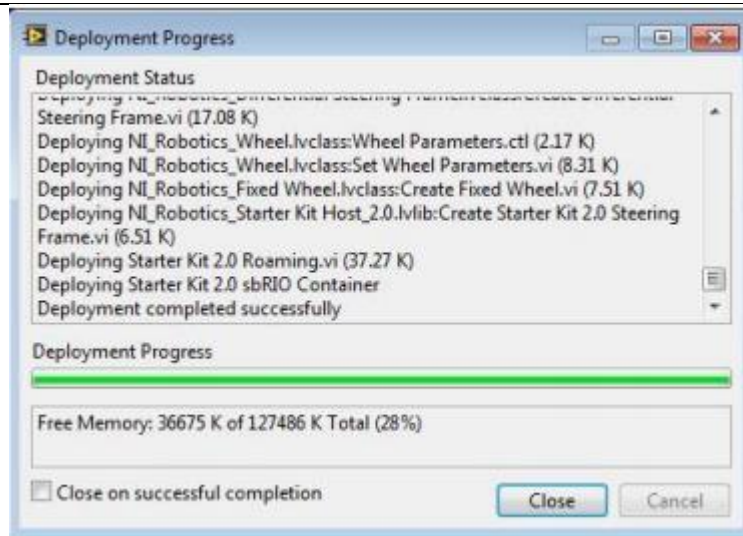 Deployment Progress
Deployment Status
Steering Frame.vi (17.08 K)
Deploying NI_Robotics_Wheel.lvclass:Wheel Parameters.ctl (2.17 K)
Deploying NI_Robotics_Wheel.lvclass:Set Wheel Parameters.vi (8.31 K)
Deploying NI_Robotics_Fixed Wheel.lvclass:Create Fixed Wheel.vi (7.51 K)
Deploying NI_Robotics_Starter Kit Host_2.0.lvlib:Create Starter Kit 2.0 Steering
Frame.vi (6.51 K)
Deploying Starter Kit 2.0 Roaming.vi (37.27 K)
Deploying Starter Kit 2.0 sbRIO Container
Deployment completed successfully
Deployment Progress
Free Memory: 36675 K of 127486 K Total (28%)
Close on successful completion
Close
Cancel